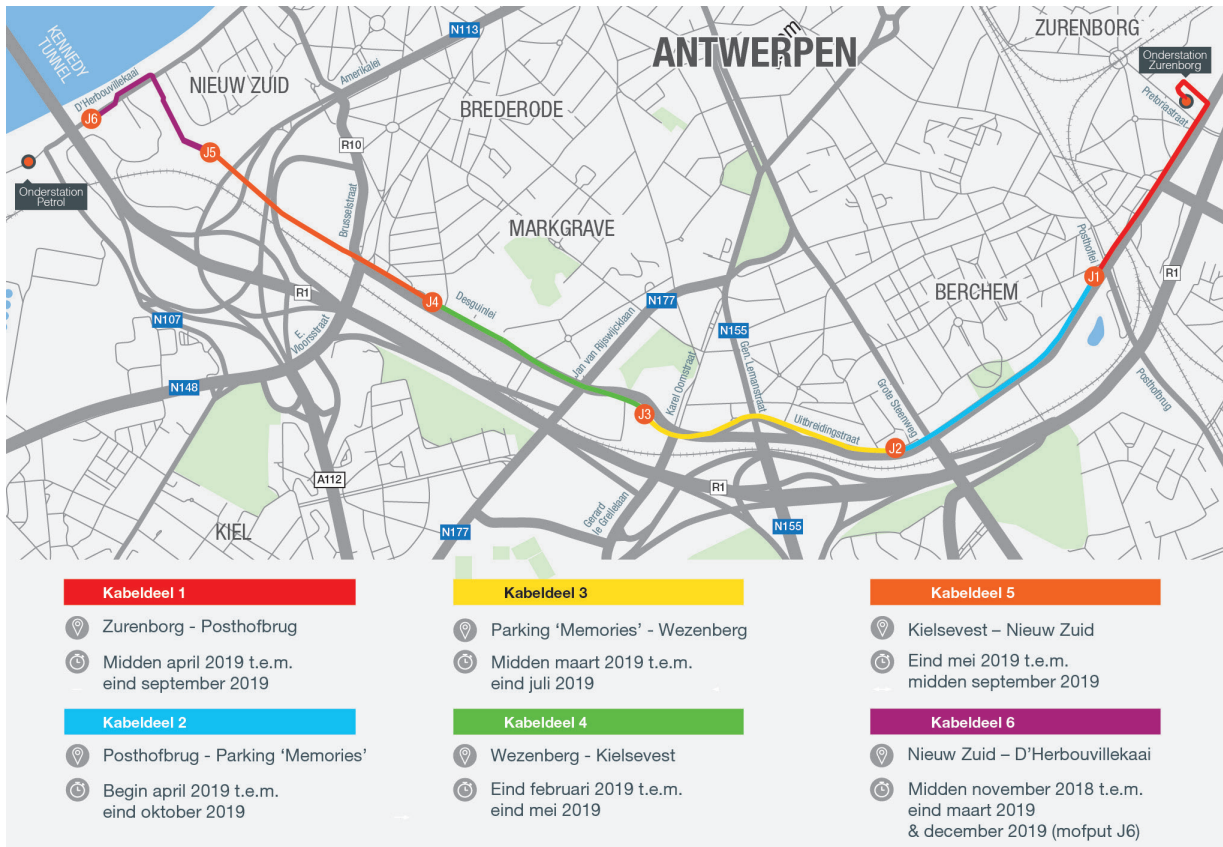 KENNEDY
TUNNEL
D'Herbouvillekaai
NIEUW ZUID
N113
Amerikalei
ANTWERPEN
ZURENBORG
Onderstation
Zurenborg
Pretoriastraat
BREDERODE
J6
J5
R10
Onderstation
Petrol
Brusselstraat
MARKGRAVE
Posthoflei
J1
R1
BERCHEM
R1
J4
Desguinlei
N177
N107
E.
Vloorsstraat
Jan van Rijswijcklaan
N155
Gen. Lemanstraat
Karel Oomstraat
N148
Grote Steenweg
Posthofbrug
J3
Uitbreidingstraat
J2
A112
R1
Gerard
le Grellelaan
KIEL
N177
N155
Kabeldeel 1
Zurenborg - Posthofbrug
Midden april 2019 t.e.m.
eind september 2019
Kabeldeel 2
Posthofbrug - Parking ‘Memories’
Begin april 2019 t.e.m.
eind oktober 2019
Kabeldeel 3
Parking ‘Memories’ - Wezenberg
Midden maart 2019 t.e.m.
eind juli 2019
Kabeldeel 4
Wezenberg - Kielsevest
Eind februari 2019 t.e.m.
eind mei 2019
Kabeldeel 5
Kielsevest – Nieuw Zuid
Eind mei 2019 t.e.m.
midden september 2019
Kabeldeel 6
Nieuw Zuid – D’Herbouvillekaai
Midden november 2018 t.e.m.
eind maart 2019
& december 2019 (mofput J6)